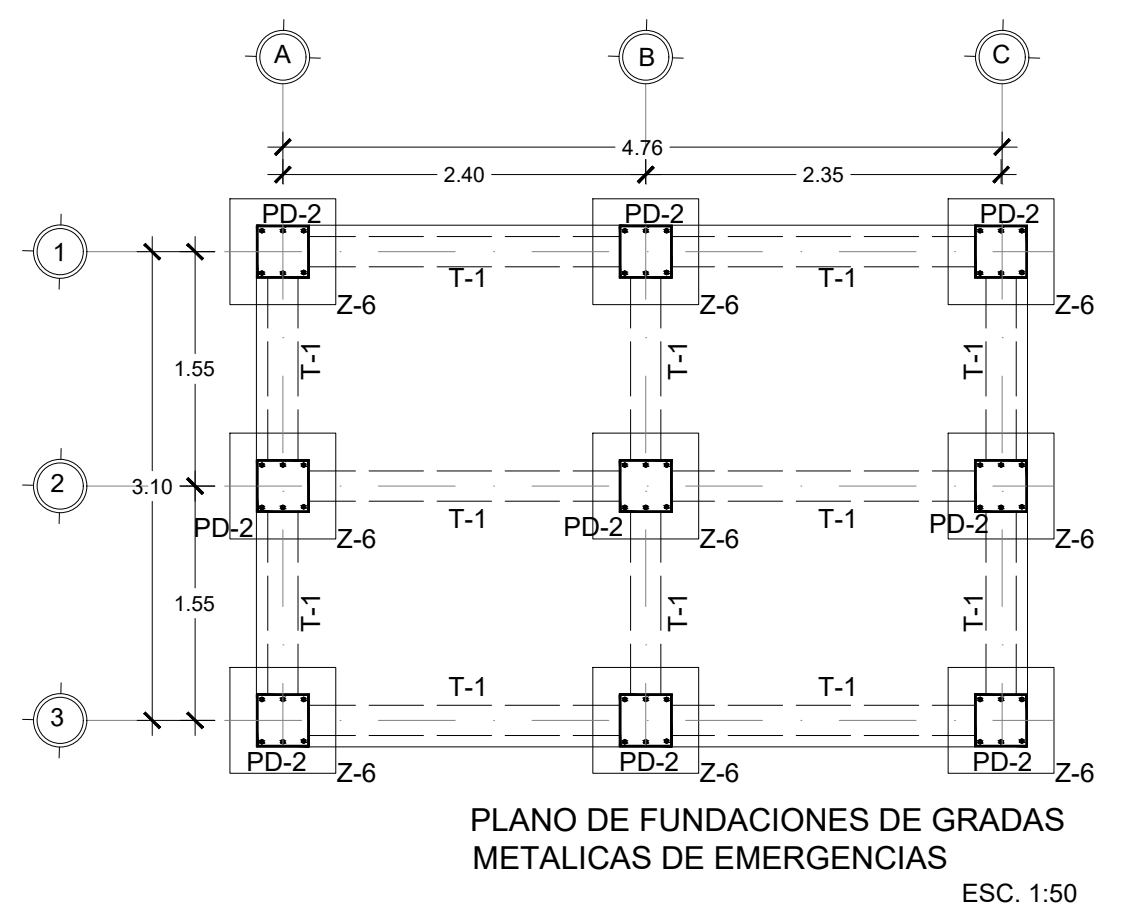 A B C
4.76
2.40 2.35
PD-2 PD-2 PD-2
1
T-1 T-1
Z-6 Z-6 Z-6
1.55 T-1 T-1 T-1
2
3.10
PD-2 T-1 PD-2 T-1 PD-2
Z-6 Z-6 Z-6
1.55 T-1 T-1 T-1
T-1 T-1
3
PD-2 PD-2 PD-2
Z-6 Z-6 Z-6
PLANO DE FUNDACIONES DE GRADAS
METALICAS DE EMERGENCIAS
ESC. 1:50